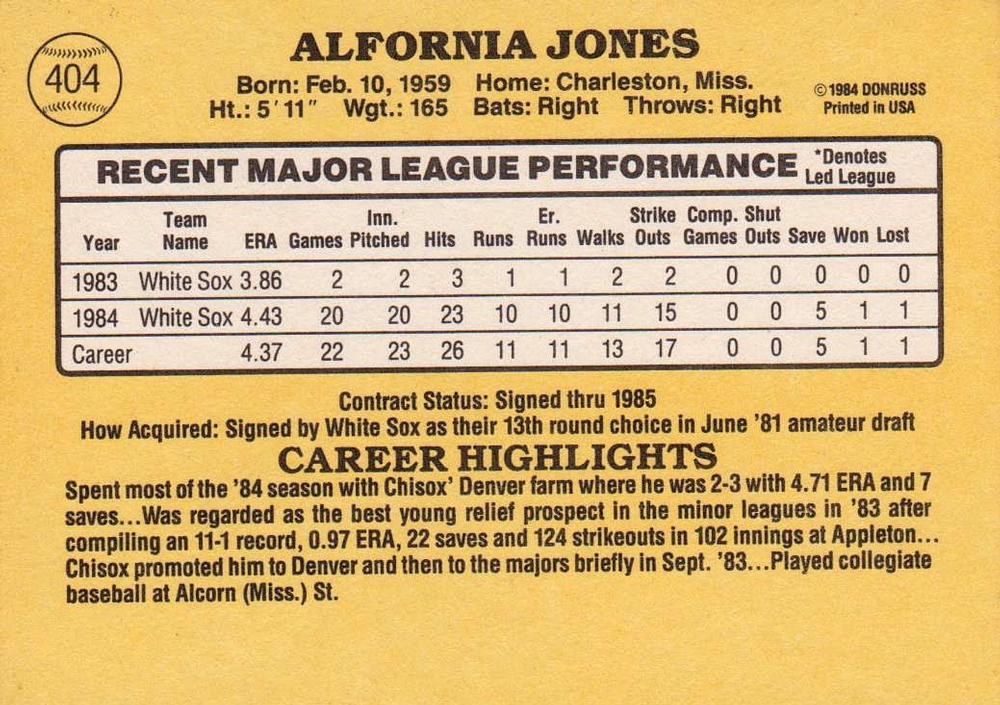 404
ALFORNIA JONES
Born: Feb. 10, 1959 Home: Charleston, Miss.
Ht.: 5'11" Wgt.: 165 Bats: Right Throws: Right
©1984 DONRUSS
Printed in USA
RECENT MAJOR LEAGUE PERFORMANCE
*Denotes
Led League
Year Team Name ERA Games Inn. Pitched Hits Runs Er. Runs Walks Strike Outs Comp. Games Shut Outs Save Won Lost
1983 White Sox 3.86 2 2 3 1 1 2 2 0 0 0 0 0
1984 White Sox 4.43 20 20 23 10 10 11 15 0 0 5 1 1
Career 4.37 22 23 26 11 11 13 17 0 0 5 1 1
Contract Status: Signed thru 1985
How Acquired: Signed by White Sox as their 13th round choice in June '81 amateur draft
CAREER HIGHLIGHTS
Spent most of the '84 season with Chisox' Denver farm where he was 2-3 with 4.71 ERA and 7
saves...Was regarded as the best young relief prospect in the minor leagues in '83 after
compiling an 11-1 record, 0.97 ERA, 22 saves and 124 strikeouts in 102 innings at Appleton...
Chisox promoted him to Denver and then to the majors briefly in Sept. '83...Played collegiate
baseball at Alcorn (Miss.) St.